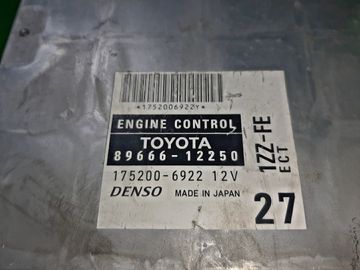 *1752006922Y*
ENGINE CONTROL
TOYOTA
89666-12250
175200-6922 12V
DENSO MADE IN JAPAN
1ZZ-FE
ECT
27